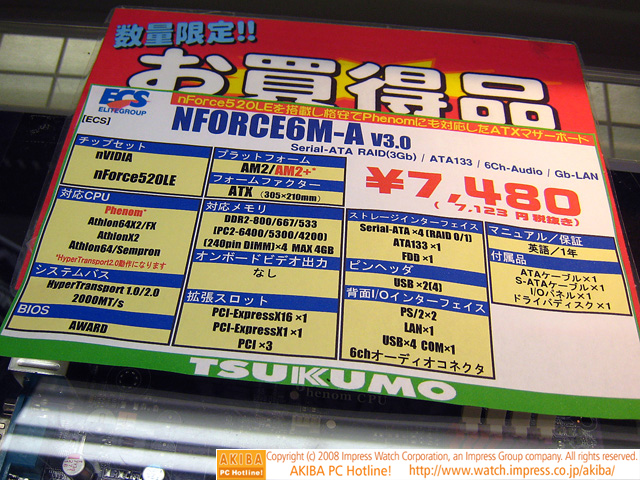 数量限定!!
お買得品
nForce520LEを搭載し格安でPhenomにも対応したATXマザーボード
ECS
ELITEGROUP
[ECS]
NFORCE6M-A V3.0
Serial-ATA RAID(3Gb) / ATA133 / 6Ch-Audio / Gb-LAN
チップセット
nVIDIA
nForce520LE
プラットフォーム
AM2/AM2+*
フォームファクター
ATX (305×210mm)
¥7,480
( 7,123 円 税抜き)
対応CPU
Phenom*
Athlon64X2/FX
AthlonX2
Athlon64/Sempron
*HyperTransport2.0動作になります
システムバス
HyperTransport 1.0/2.0
2000MT/s
BIOS
AWARD
対応メモリ
DDR2-800/667/533
(PC2-6400/5300/4200)
(240pin DIMM)×4 MAX 4GB
オンボードビデオ出力
なし
拡張スロット
PCI-ExpressX16 ×1
PCI-ExpressX1 ×1
PCI ×3
ストレージインターフェイス
Serial-ATA ×4(RAID 0/1)
ATA133 ×1
FDD ×1
ピンヘッダ
USB ×2(4)
背面I/Oインターフェイス
PS/2×2
LAN×1
USB×4 COM×1
6chオーディオコネクタ
マニュアル/保証
英語/1年
付属品
ATAケーブル×1
S-ATAケーブル×1
I/Oパネル×1
ドライバディスク×1
TSUKUMO
Phenom CPU
AKIBA
PC Hotline!
Copyright (c) 2008 Impress Watch Corporation, an Impress Group company. All rights reserved.
AKIBA PC Hotline! http://www.watch.impress.co.jp/akiba/